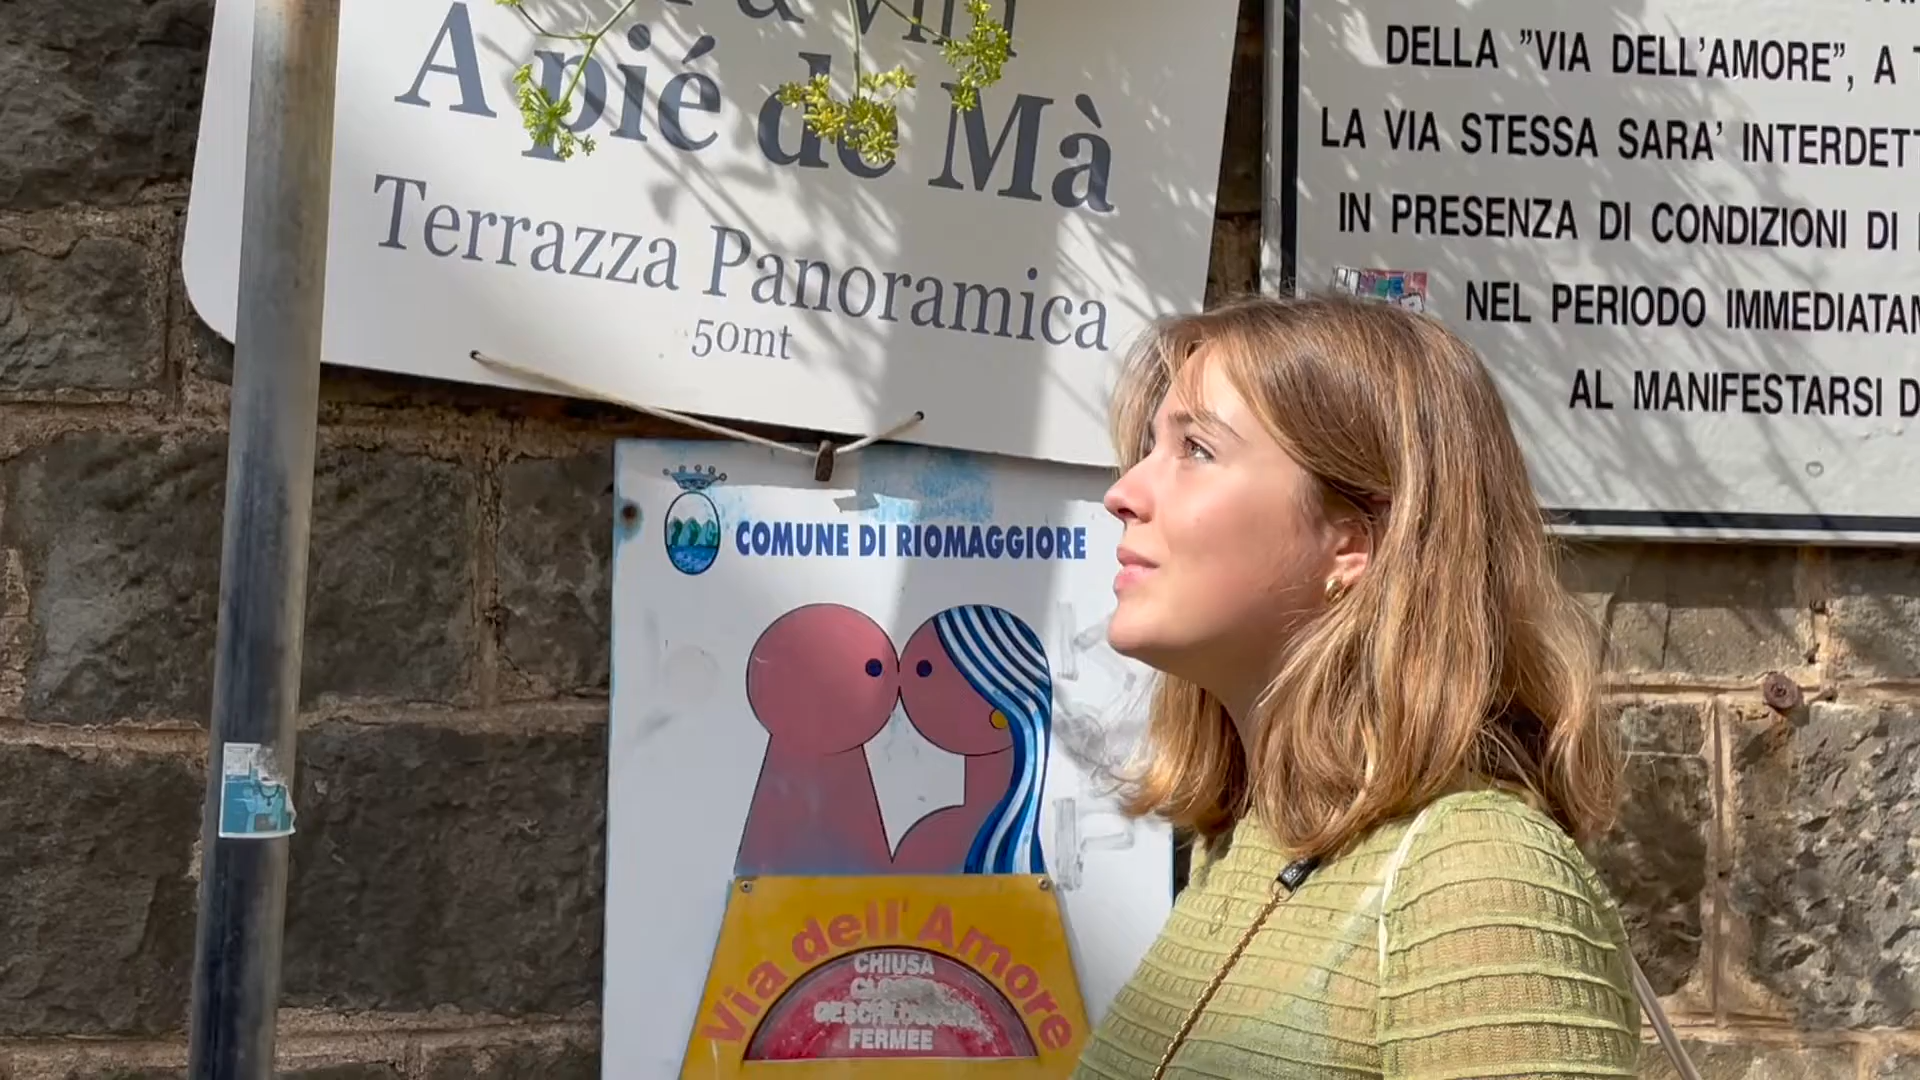 A pié de Mà
Terrazza Panoramica
50mt
DELLA "VIA DELL'AMORE", A
LA VIA STESSA SARA' INTERDETT
IN PRESENZA DI CONDIZIONI DI
NEL PERIODO IMMEDIATAM
AL MANIFESTARSI D
COMUNE DI RIOMAGGIORE
Via dell'Amore
CHIUSA
FERMEE